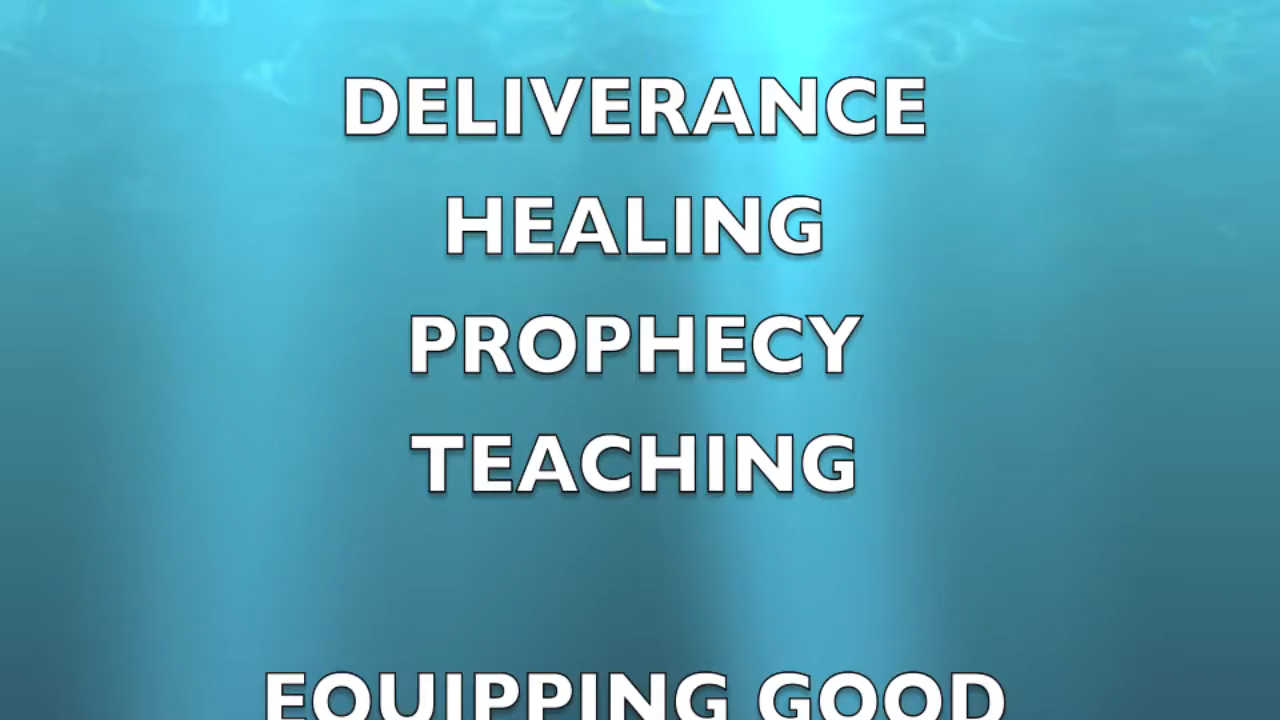 DELIVERANCE
HEALING
PROPHECY
TEACHING
EQUIPPING GOOD